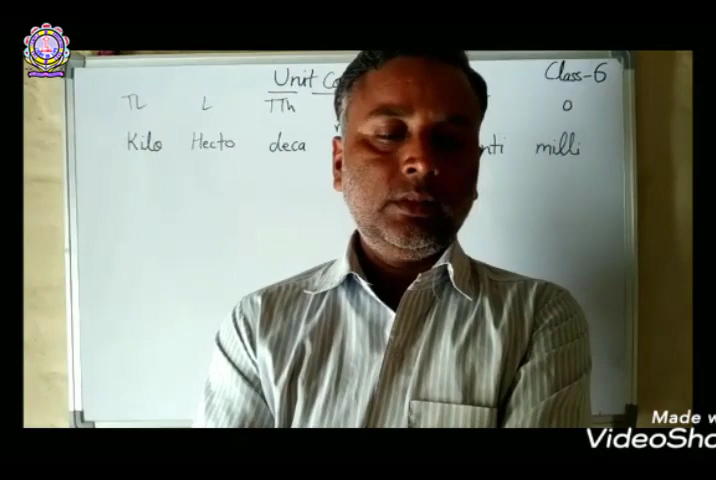 Unit Co
Class-6
TL L TTh O
Kilo Hecto deca nti milli
Made w
VideoSho